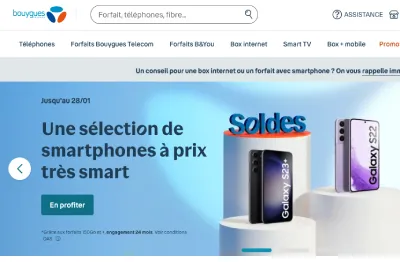 bouygues
Forfait, téléphones, fibre...
ASSISTANCE
Téléphones
Forfaits Bouygues Telecom
Forfaits B&You
Box internet
Smart TV
Box + mobile
Promo
Un conseil pour une box internet ou un forfait avec smartphone ? On vous rappelle imm
Jusqu'au 28/01
Une sélection de
smartphones à prix
très smart
En profiter
engagement 24 mois. Voir conditions
Soldes
Galaxy S23+
Galaxy S22